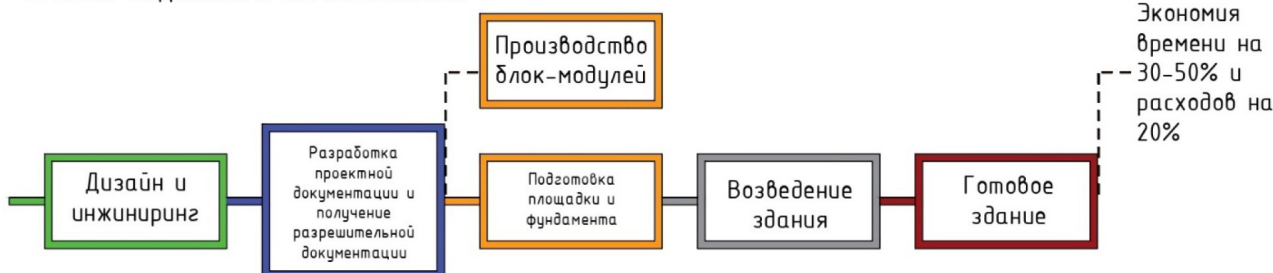 Производство
блок-модулей
Экономия
времени на
30-50% и
расходов на
20%
Дизайн и
инжиниринг
Разработка
проектной
документации и
получение
разрешительной
документации
Подготовка
площадки и
фундамента
Возведение
здания
Готовое
здание